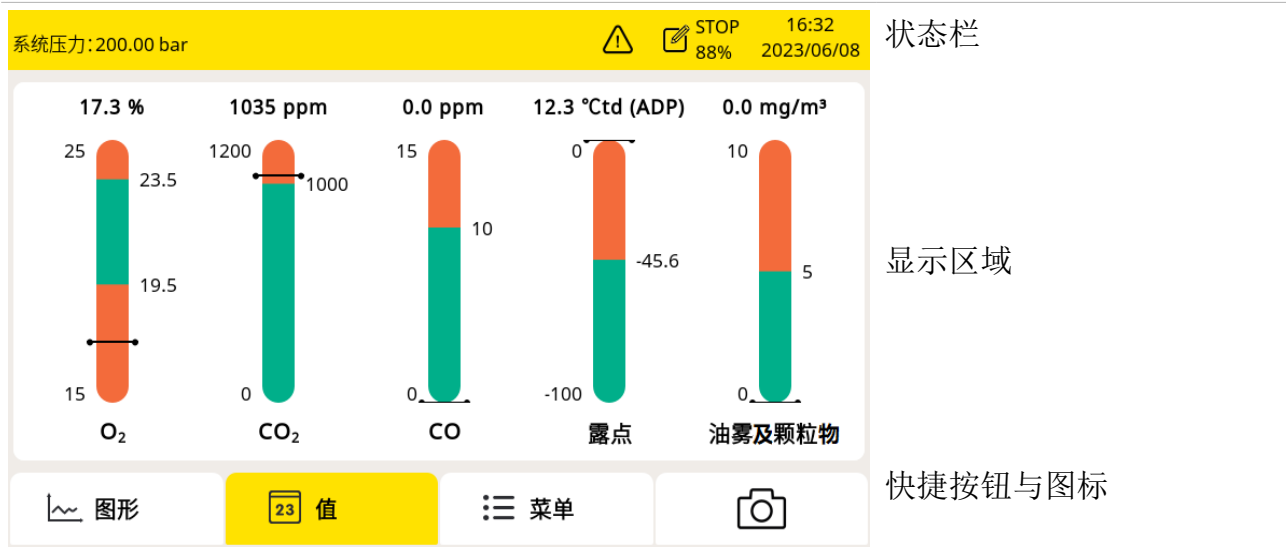 系统压力：200.00 bar
STOP
88%
16:32
2023/06/08
状态栏
17.3 %
1035 ppm
0.0 ppm
12.3 ℃td (ADP)
0.0 mg/m³
25
23.5
19.5
15
O₂
1200
1000
0
CO₂
15
10
0
CO
0
-45.6
-100
露点
10
5
0
油雾及颗粒物
显示区域
图形
23 值
菜单
快捷按钮与图标